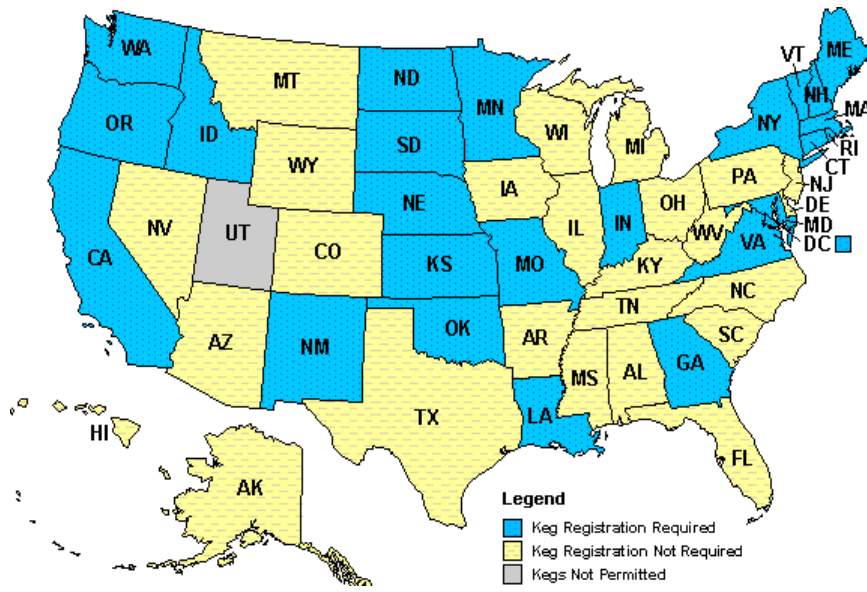 WA
MT
ND
MN
VT
ME
NH
MA
OR
ID
SD
WI
MI
NY
RI
CT
WY
NE
IA
PA
NJ
NV
UT
CO
IL
IN
OH
DE
MD
WV
VA
DC
CA
KS
MO
KY
NC
AZ
NM
OK
AR
TN
SC
MS
AL
GA
TX
LA
HI
FL
AK
Legend
Keg Registration Required
Keg Registration Not Required
Kegs Not Permitted